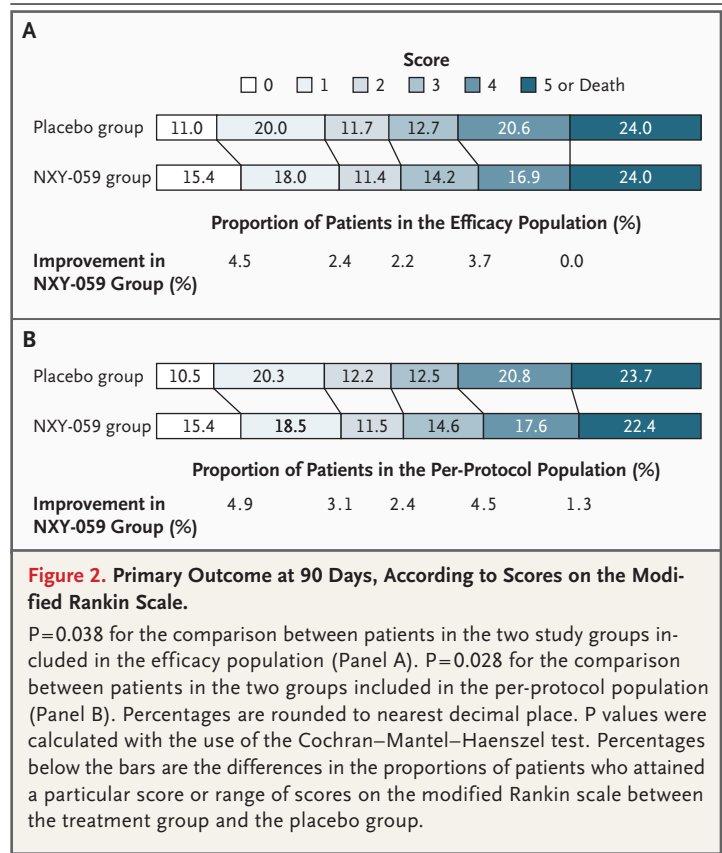 A
Score
0 1 2 3 4 5 or Death
Placebo group 11.0 20.0 11.7 12.7 20.6 24.0
NXY-059 group 15.4 18.0 11.4 14.2 16.9 24.0
Proportion of Patients in the Efficacy Population (%)
Improvement in 4.5 2.4 2.2 3.7 0.0
NXY-059 Group (%)
B
Placebo group 10.5 20.3 12.2 12.5 20.8 23.7
NXY-059 group 15.4 18.5 11.5 14.6 17.6 22.4
Proportion of Patients in the Per-Protocol Population (%)
Improvement in 4.9 3.1 2.4 4.5 1.3
NXY-059 Group (%)
Figure 2. Primary Outcome at 90 Days, According to Scores on the Modi-
fied Rankin Scale.
P=0.038 for the comparison between patients in the two study groups in-
cluded in the efficacy population (Panel A). P=0.028 for the comparison
between patients in the two groups included in the per-protocol population
(Panel B). Percentages are rounded to nearest decimal place. P values were
calculated with the use of the Cochran–Mantel–Haenszel test. Percentages
below the bars are the differences in the proportions of patients who attained
a particular score or range of scores on the modified Rankin scale between
the treatment group and the placebo group.